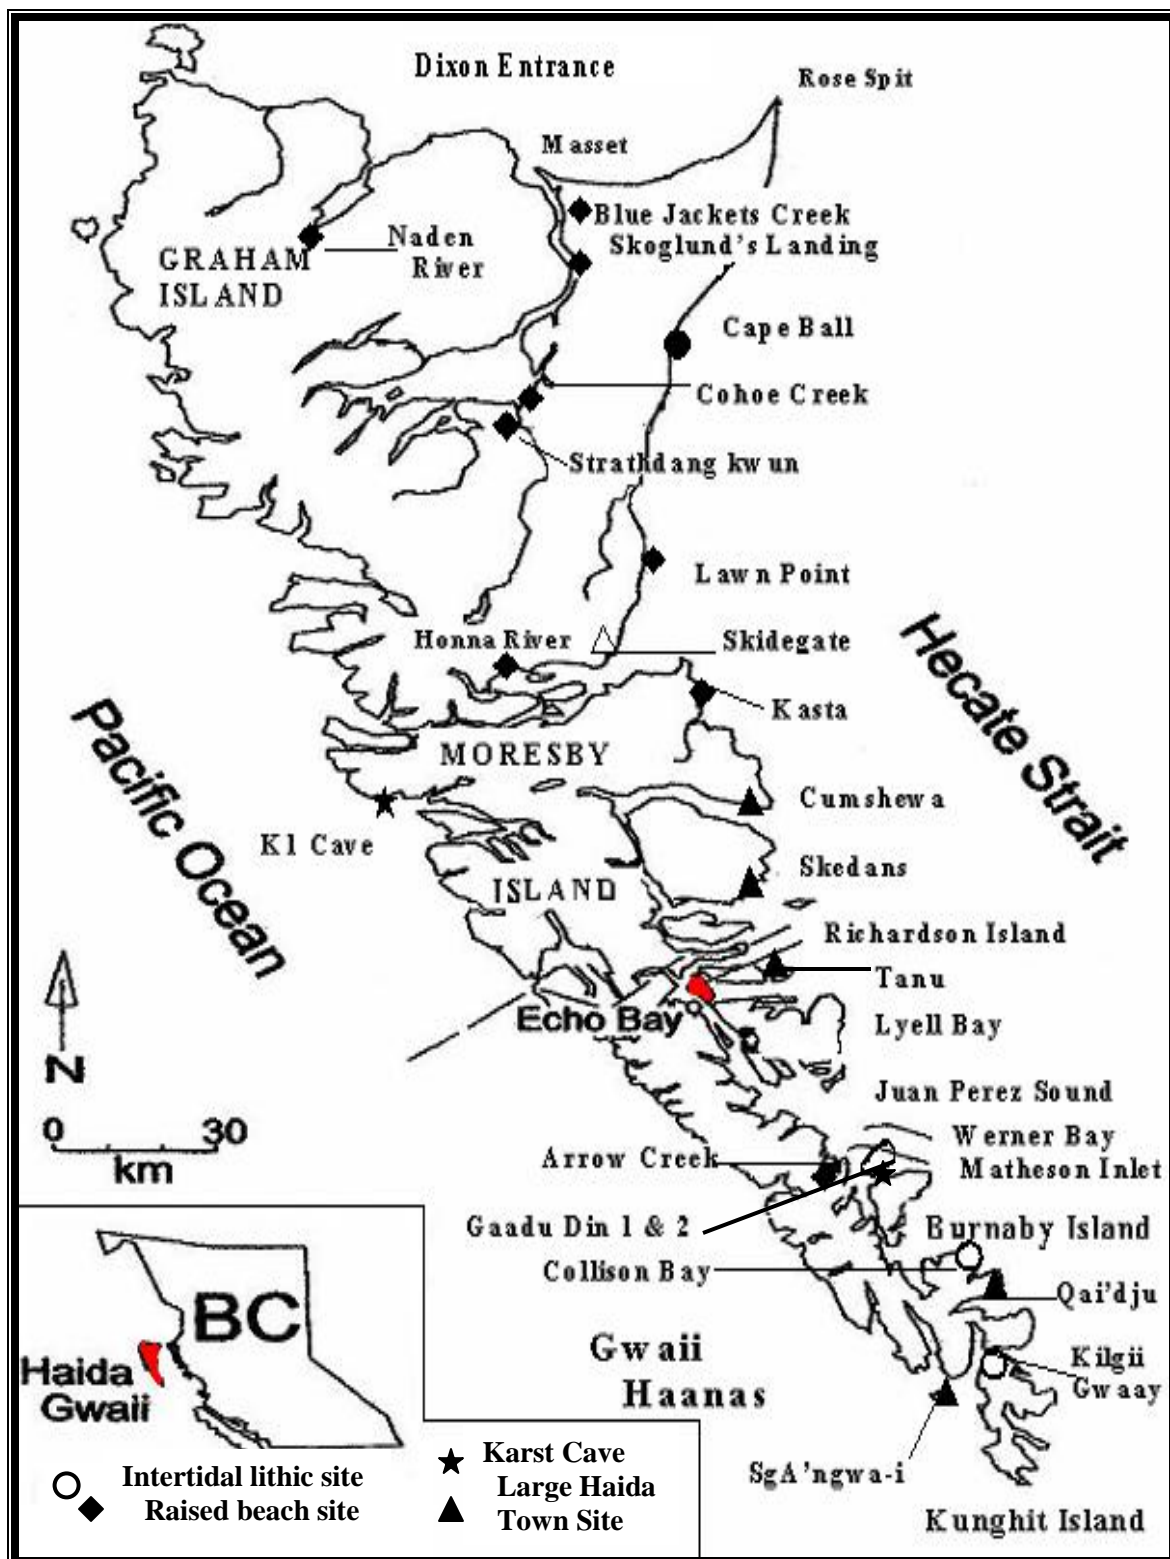 Dixon Entrance
Rose Spit
Masset
Blue Jackets Creek
Skoglund's Landing
Naden
River
GRAHAM
ISLAND
Cape Ball
Cohoe Creek
Strathdang kwun
Lawn Point
Honna River
Skidegate
Kasta
Hecate Strait
Pacific Ocean
MORESBY
Cumshewa
K1 Cave
Skedans
ISLAND
Richardson Island
Tanu
Echo Bay
Lyell Bay
N
Juan Perez Sound
0 30
km
Werner Bay
Arrow Creek
Matheson Inlet
Gaadu Din 1 & 2
Burnaby Island
Collison Bay
Qai'dju
BC
Gwaii
Haanas
Kilgii
Gwaay
Haida
Gwaii
SgA'ngwa-i
Kunghit Island
Intertidal lithic site
Raised beach site
Karst Cave
Large Haida
Town Site